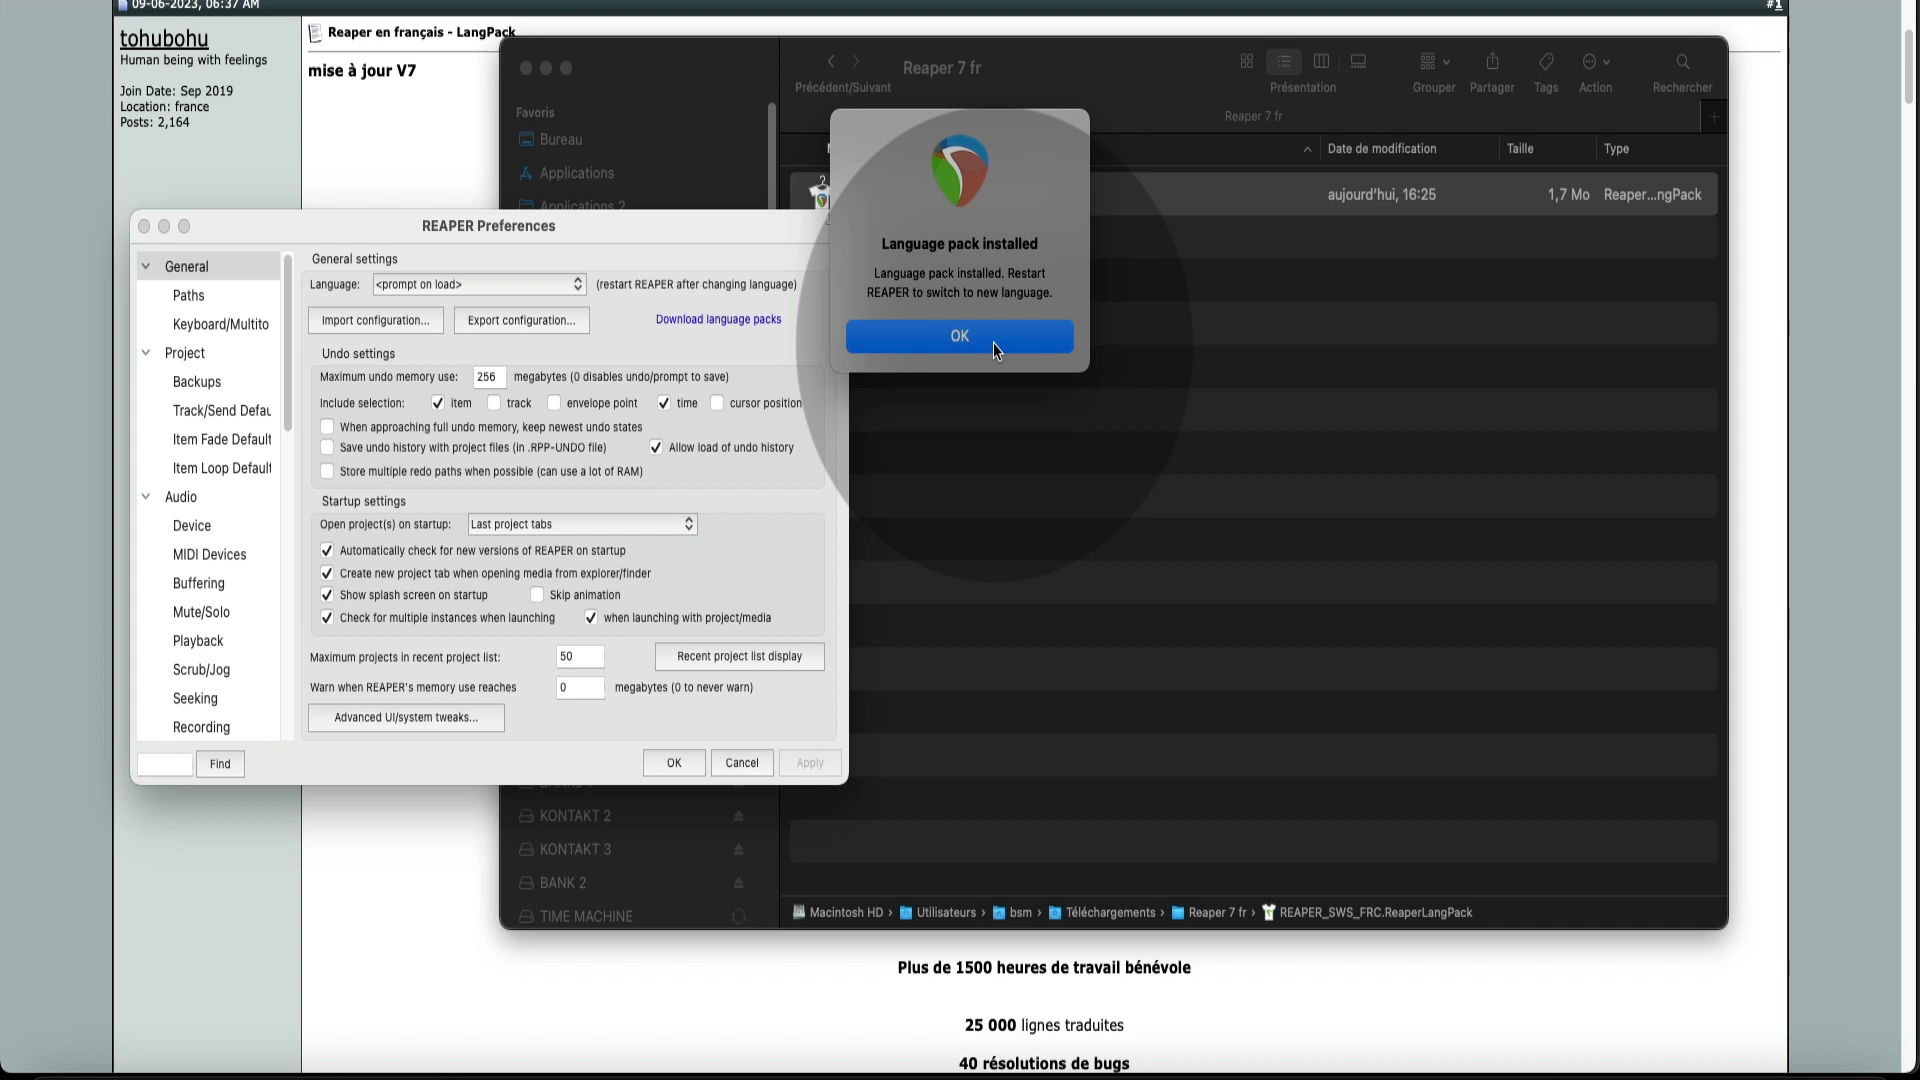 09-06-2023, 06:37 AM
#1
tohubohu
Human being with feelings
Join Date: Sep 2019
Location: france
Posts: 2,164
Reaper en français - LangPack
mise à jour V7
Reaper 7 fr
Précédent/Suivant
Présentation
Grouper
Partager
Tags
Action
Rechercher
Reaper 7 fr
Favoris
Bureau
Applications
Applications 2
Date de modification
Taille
Type
aujourd'hui, 16:25
1,7 Mo
Reaper...ngPack
Language pack installed
Language pack installed. Restart
REAPER to switch to new language.
OK
REAPER Preferences
General
Paths
Keyboard/Multito
Project
Backups
Track/Send Defau
Item Fade Default
Item Loop Default
Audio
Device
MIDI Devices
Buffering
Mute/Solo
Playback
Scrub/Jog
Seeking
Recording
Find
General settings
Language: <prompt on load> (restart REAPER after changing language)
Import configuration... Export configuration... Download language packs
Undo settings
Maximum undo memory use: 256 megabytes (0 disables undo/prompt to save)
Include selection: item track envelope point time cursor position
When approaching full undo memory, keep newest undo states
Save undo history with project files (in .RPP-UNDO file) Allow load of undo history
Store multiple redo paths when possible (can use a lot of RAM)
Startup settings
Open project(s) on startup: Last project tabs
Automatically check for new versions of REAPER on startup
Create new project tab when opening media from explorer/finder
Show splash screen on startup Skip animation
Check for multiple instances when launching when launching with project/media
Maximum projects in recent project list: 50 Recent project list display
Warn when REAPER's memory use reaches 0 megabytes (0 to never warn)
Advanced UI/system tweaks...
OK Cancel Apply
KONTAKT 2
KONTAKT 3
BANK 2
TIME MACHINE
Macintosh HD › Utilisateurs › bsm › Téléchargements › Reaper 7 fr › REAPER_SWS_FRC.ReaperLangPack
Plus de 1500 heures de travail bénévole
25 000 lignes traduites
40 résolutions de bugs